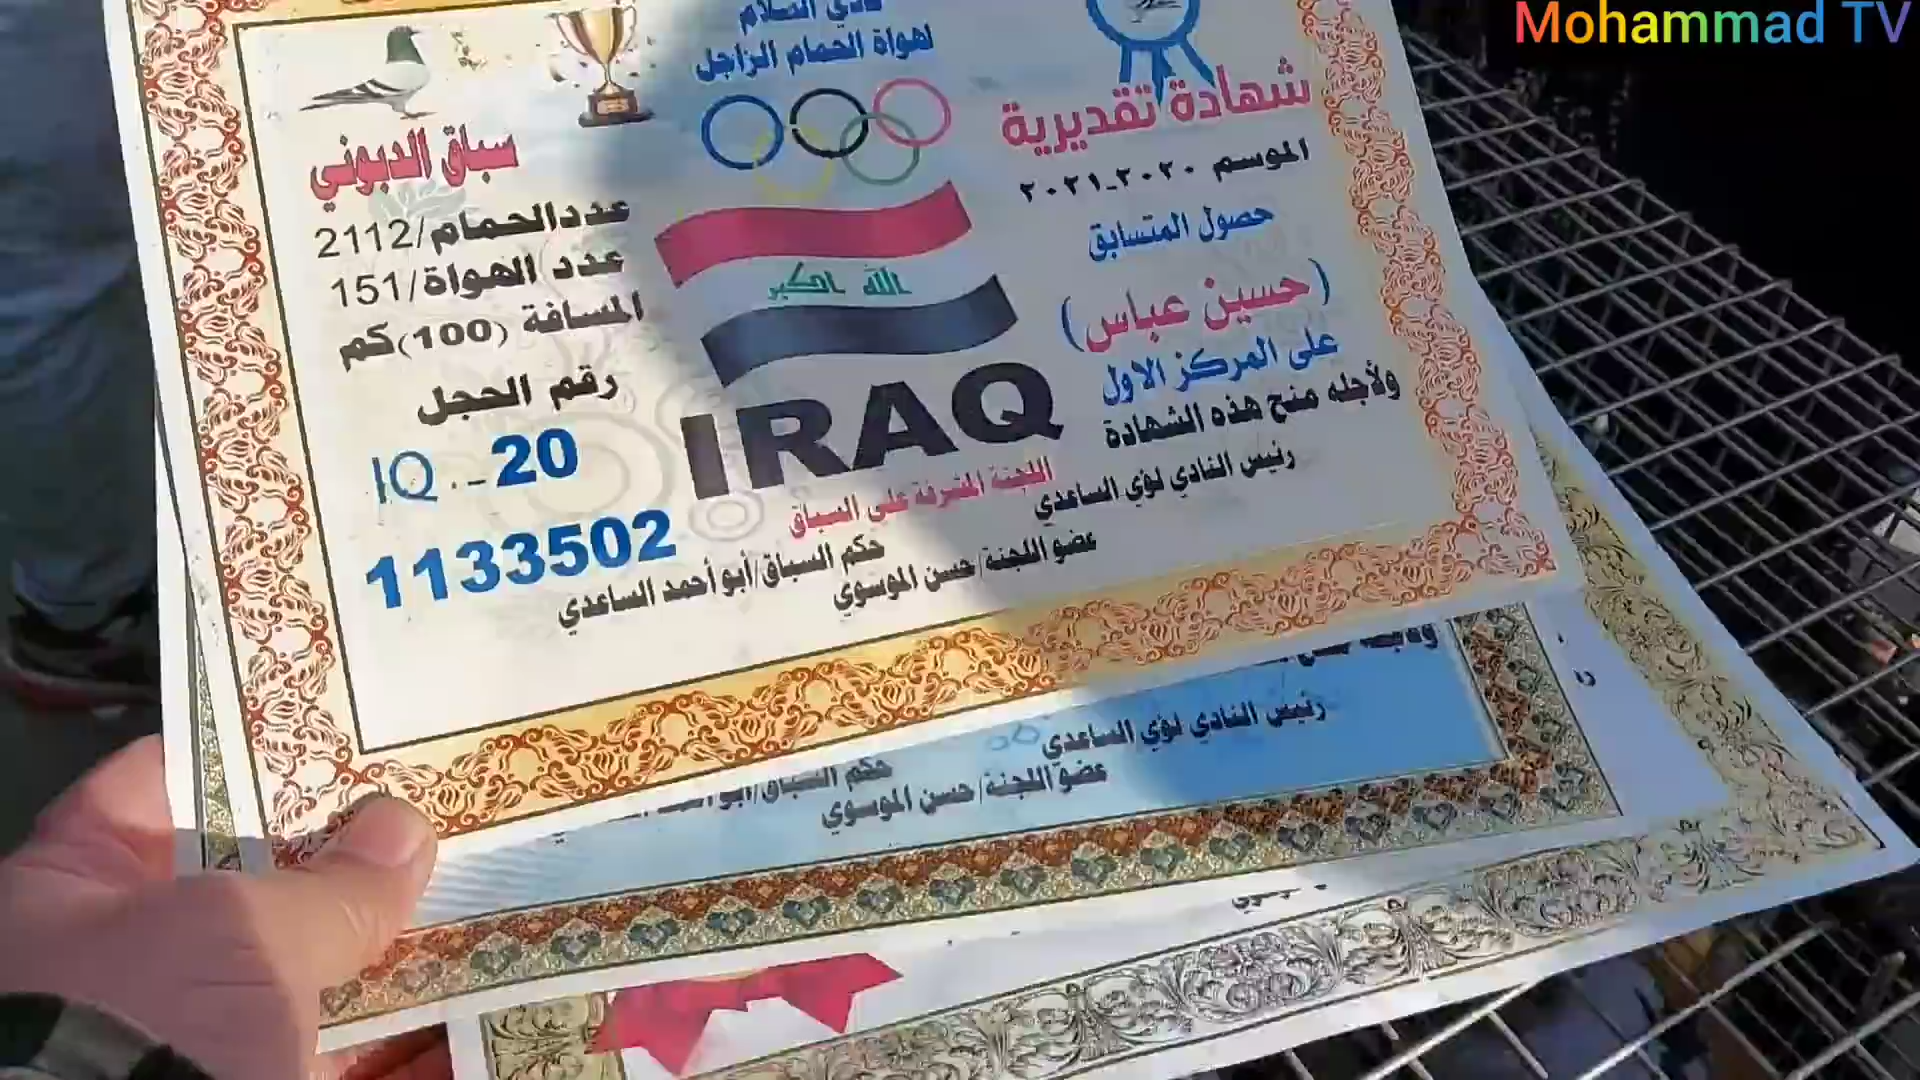 Mohammad TV
نادي السلام
لهواة الحمام الزاجل
شهادة تقديرية
الموسم ٢٠٢٠-٢٠٢١
حصول المتسابق
(حسين عباس)
على المركز الاول
ولأجله منح هذه الشهادة
رئيس النادي لؤي الساعدي
سباق الدبوني
عددالحمام/2112
عدد الهواة/151
المسافة (100)كم
رقم الحجل
IQ - 20
1133502
الله اكبر
IRAQ
اللجنة المشرفة على السباق
حكم السباق/أبو أحمد الساعدي
عضو اللجنة/حسن الموسوي
رئيس النادي لؤي الساعدي
حكم السباق/أبو
عضو اللجنة/حسن الموسوي